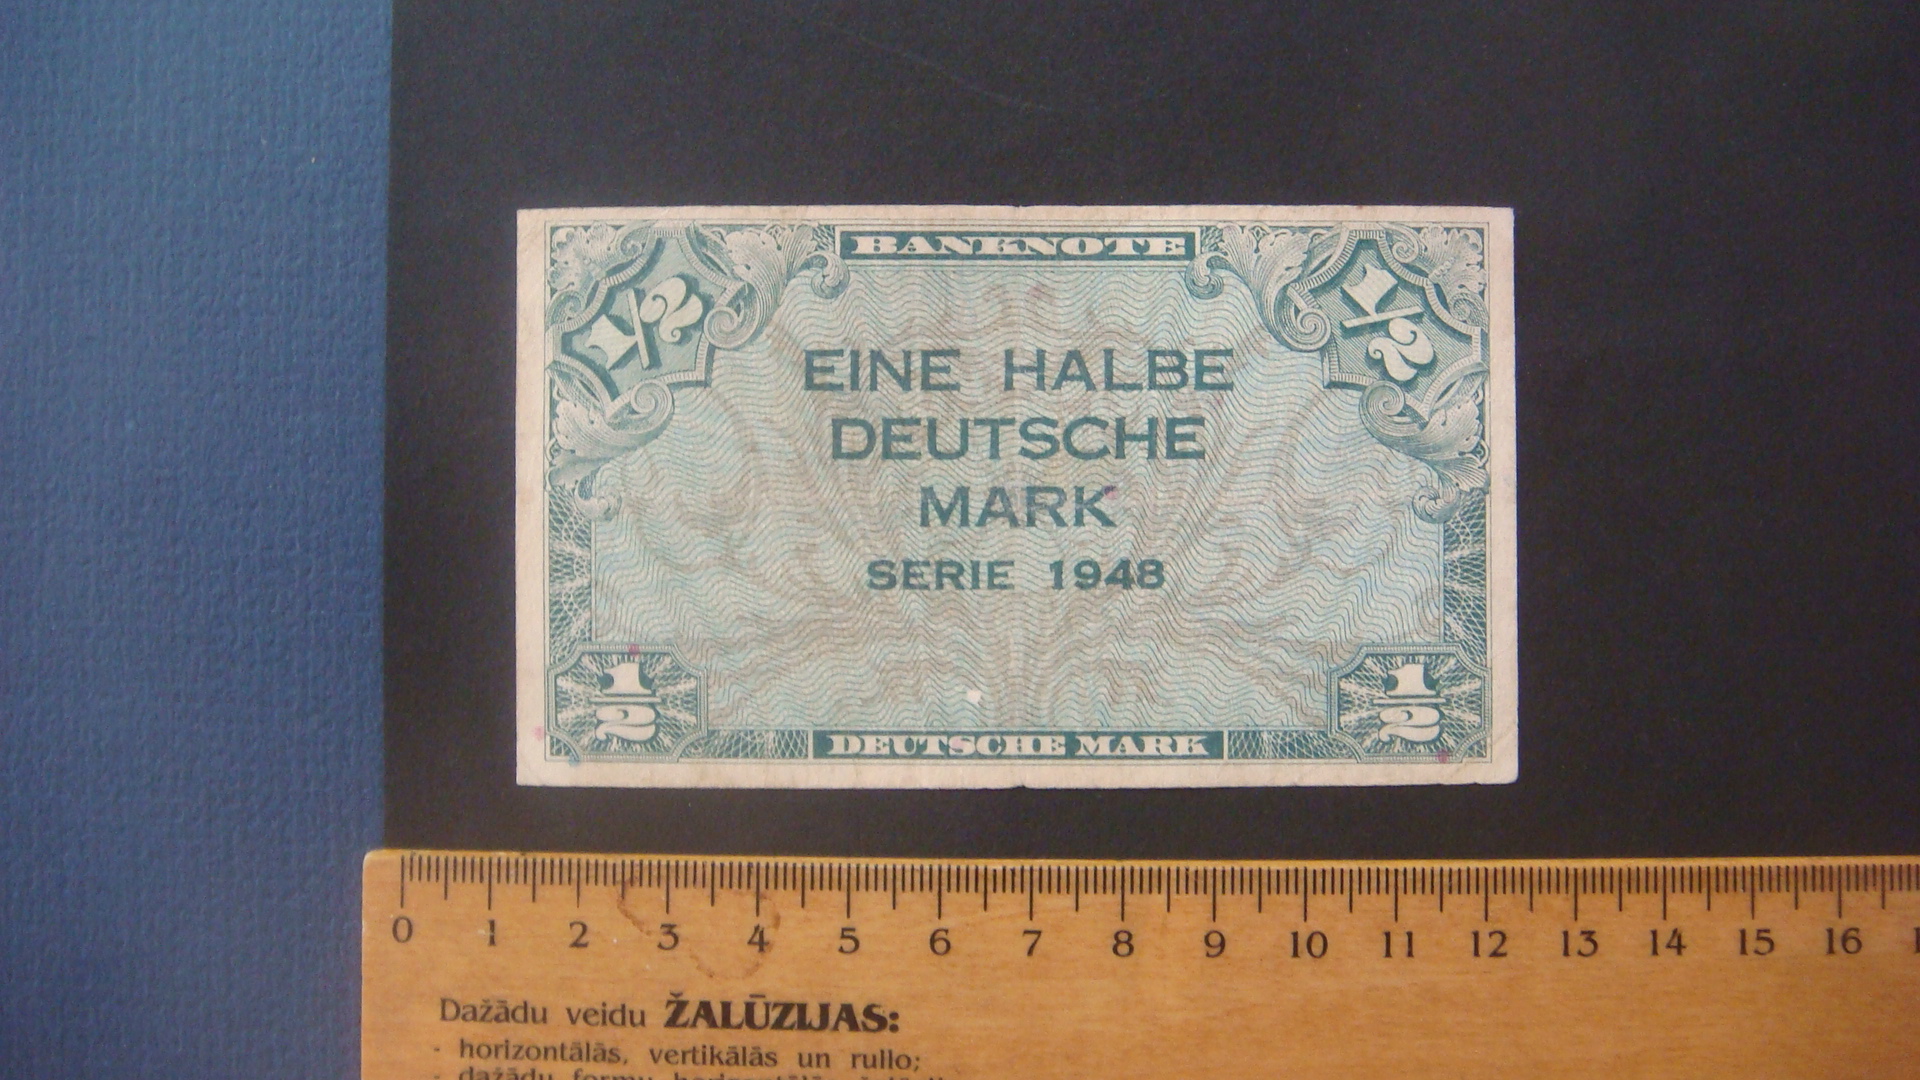 BANKNOTE
1/2 1/2
EINE HALBE
DEUTSCHE
MARK
SERIE 1948
1/2 1/2
DEUTSCHE MARK
0 1 2 3 4 5 6 7 8 9 10 11 12 13 14 15 16
Dažādu veidu ŽALŪZIJAS:
- horizontālās, vertikālās un rullo;
- dažādu formu